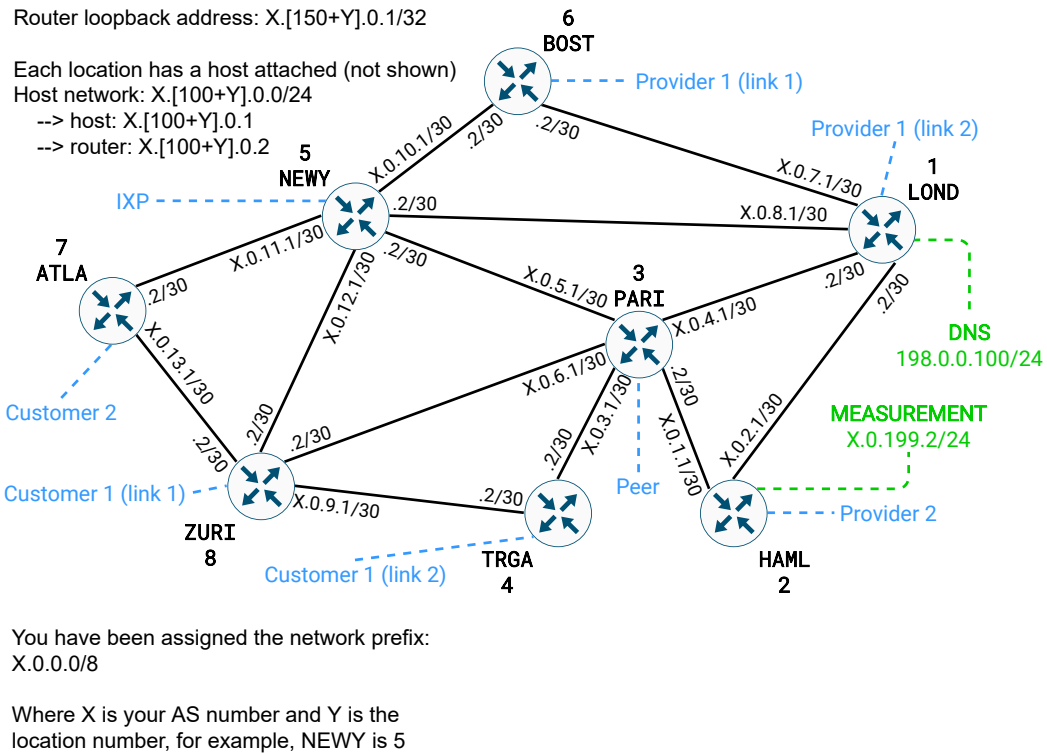 Router loopback address: X.[150+Y].0.1/32
Each location has a host attached (not shown)
Host network: X.[100+Y].0.0/24
--> host: X.[100+Y].0.1
--> router: X.[100+Y].0.2
6
BOST
Provider 1 (link 1)
X.0.10.1/30
.2/30
.2/30
Provider 1 (link 2)
5
NEWY
IXP
.2/30
X.0.7.1/30
1
LOND
X.0.8.1/30
7
ATLA
X.0.11.1/30
.2/30
.2/30
X.0.12.1/30
X.0.5.1/30
3
PARI
X.0.4.1/30
.2/30
.2/30
DNS
198.0.0.100/24
X.0.13.1/30
X.0.6.1/30
.2/30
X.0.3.1/30
MEASUREMENT
X.0.199.2/24
Customer 2
.2/30
.2/30
.2/30
.2/30
X.0.1.1/30
X.0.2.1/30
Customer 1 (link 1)
X.0.9.1/30
.2/30
Peer
Provider 2
ZURI
8
Customer 1 (link 2)
TRGA
4
HAML
2
You have been assigned the network prefix:
X.0.0.0/8
Where X is your AS number and Y is the
location number, for example, NEWY is 5